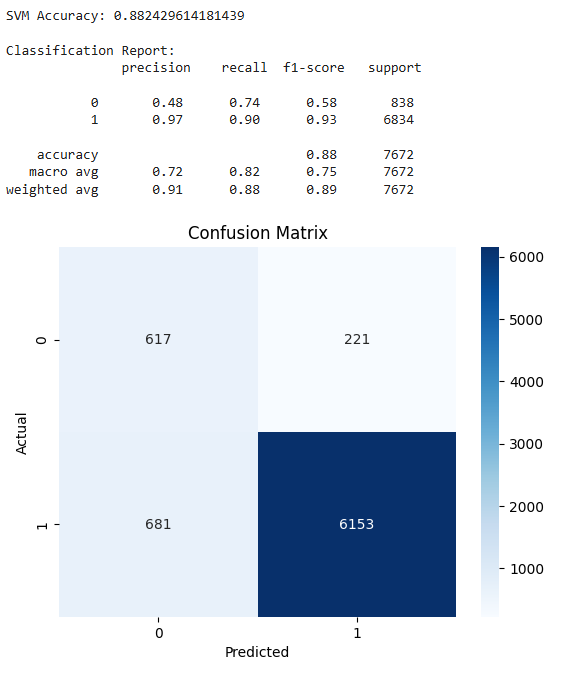 SVM Accuracy: 0.882429614181439
Classification Report:
precision recall f1-score support
0 0.48 0.74 0.58 838
1 0.97 0.90 0.93 6834
accuracy 0.88 7672
macro avg 0.72 0.82 0.75 7672
weighted avg 0.91 0.88 0.89 7672
Confusion Matrix
6000
5000
4000
3000
2000
1000
Actual
0
617 221
1
681 6153
0 1
Predicted